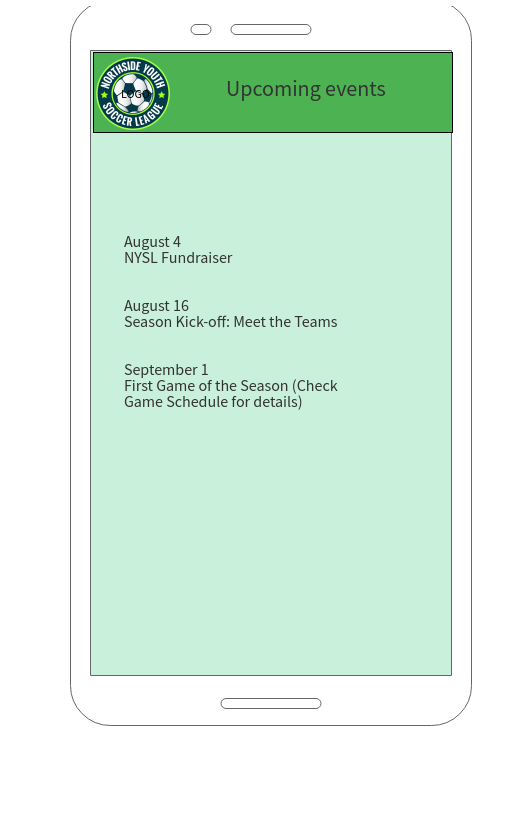 NORTHSIDE YOUTH
LOGO
SOCCER LEAGUE
Upcoming events
August 4
NYSL Fundraiser
August 16
Season Kick-off: Meet the Teams
September 1
First Game of the Season (Check
Game Schedule for details)